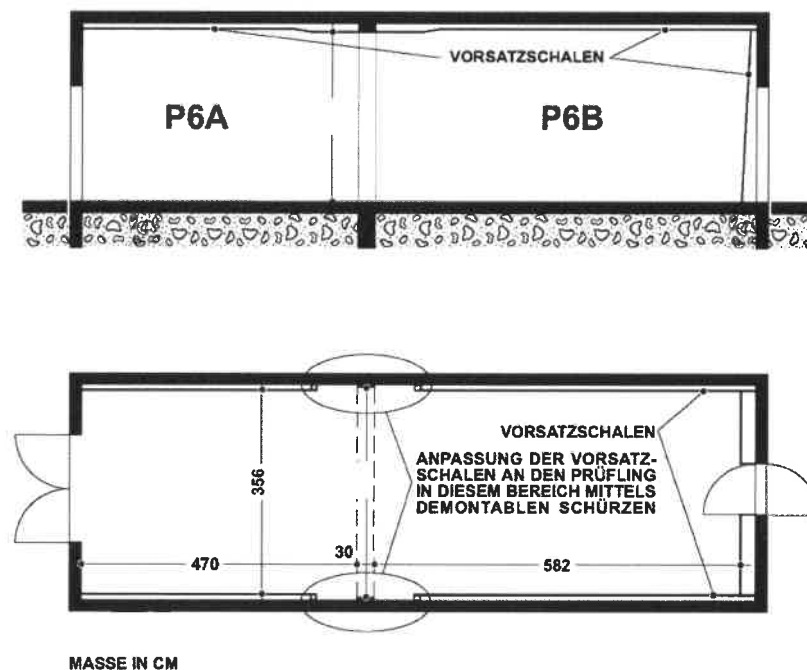 VORSATZSCHALEN
P6A
P6B
VORSATZSCHALEN
ANPASSUNG DER VORSATZ-
SCHALEN AN DEN PRÜFLING
IN DIESEM BEREICH MITTELS
DEMONTABLEN SCHÜRZEN
356
470
30
582
MASSE IN CM